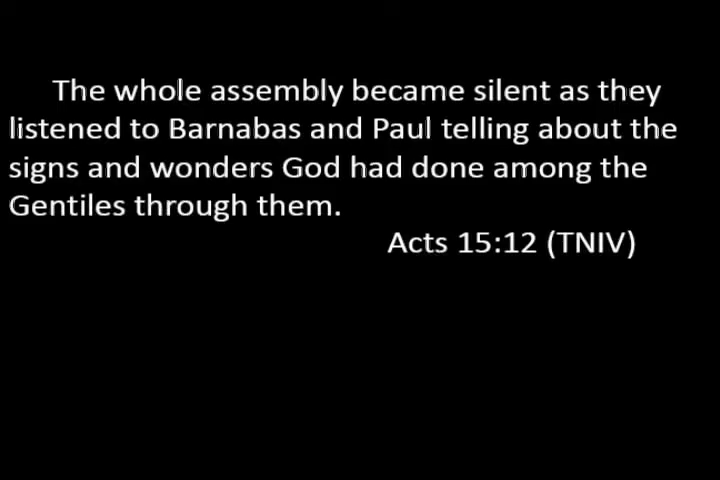 The whole assembly became silent as they
listened to Barnabas and Paul telling about the
signs and wonders God had done among the
Gentiles through them.
Acts 15:12 (TNIV)